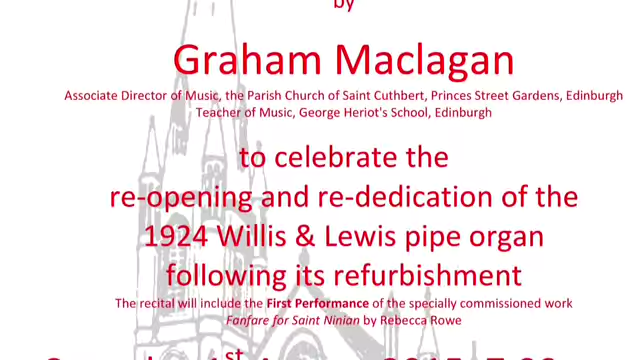 by
Graham Maclagan
Associate Director of Music, the Parish Church of Saint Cuthbert, Princes Street Gardens, Edinburgh
Teacher of Music, George Heriot's School, Edinburgh
to celebrate the
re-opening and re-dedication of the
1924 Willis & Lewis pipe organ
following its refurbishment
The recital will include the First Performance of the specially commissioned work
Fanfare for Saint Ninian by Rebecca Rowe